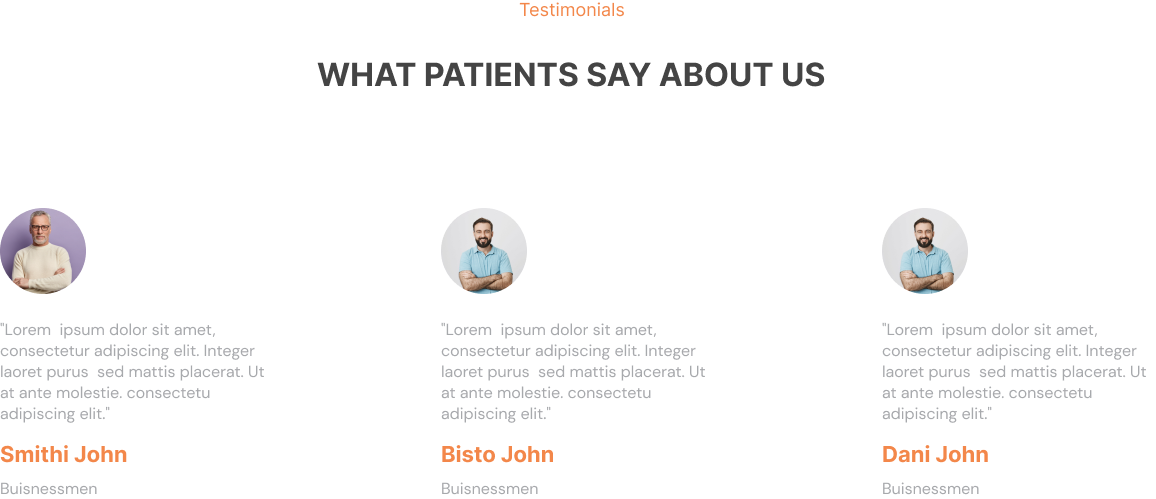 Testimonials
WHAT PATIENTS SAY ABOUT US
"Lorem  ipsum dolor sit amet,
consectetur adipiscing elit. Integer
laoret purus  sed mattis placerat. Ut
at ante molestie. consectetu
adipiscing elit."
Smithi John
Buisnessmen
"Lorem  ipsum dolor sit amet,
consectetur adipiscing elit. Integer
laoret purus  sed mattis placerat. Ut
at ante molestie. consectetu
adipiscing elit."
Bisto John
Buisnessmen
"Lorem  ipsum dolor sit amet,
consectetur adipiscing elit. Integer
laoret purus  sed mattis placerat. Ut
at ante molestie. consectetu
adipiscing elit."
Dani John
Buisnessmen